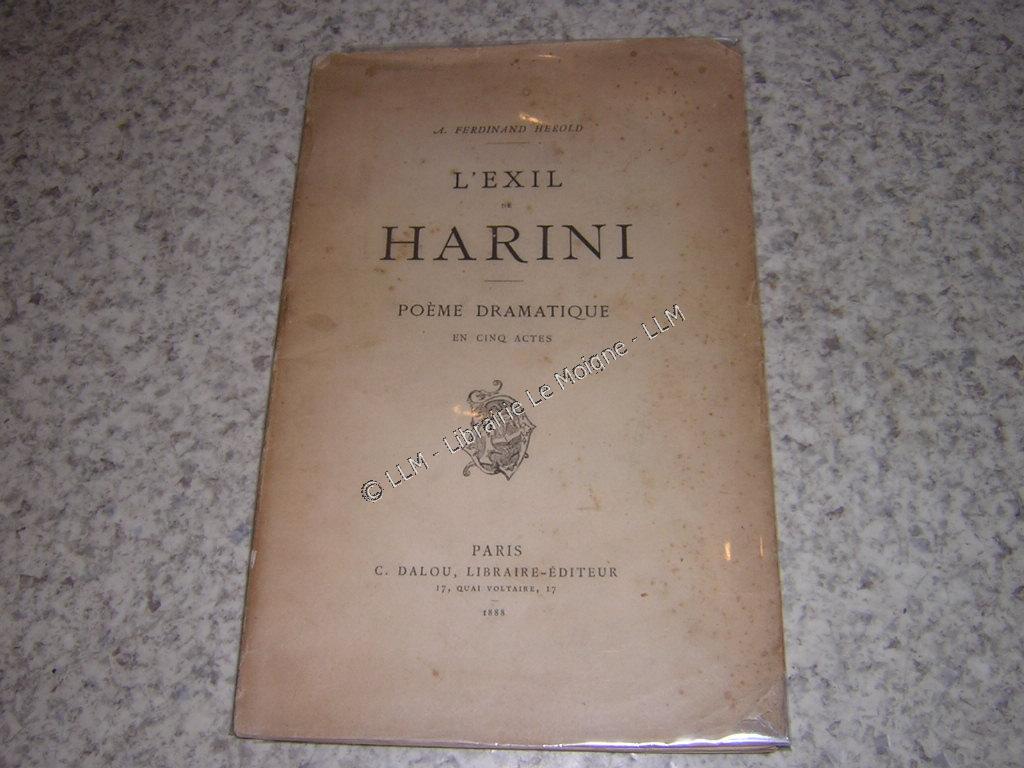 A. FERDINAND HEROLD
L'EXIL
DE
HARINI
POÈME DRAMATIQUE
EN CINQ ACTES
© LLM - Librairie Le Moigne - LLM
PARIS
C. DALOU, LIBRAIRE-ÉDITEUR
17, QUAI VOLTAIRE, 17
1888